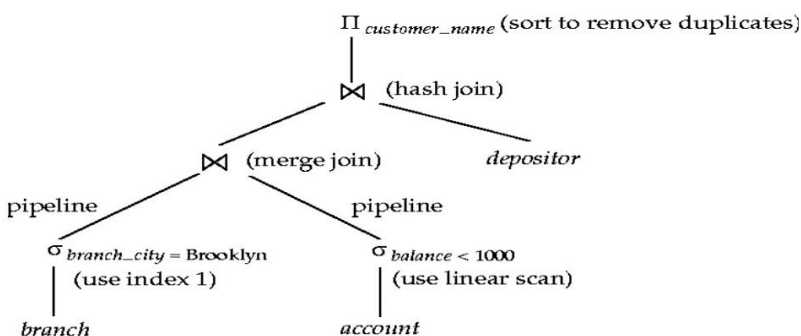 Π customer_name (sort to remove duplicates)
⋈ (hash join)
⋈ (merge join)
depositor
pipeline
pipeline
σ branch_city = Brooklyn
(use index 1)
σ balance < 1000
(use linear scan)
branch
account